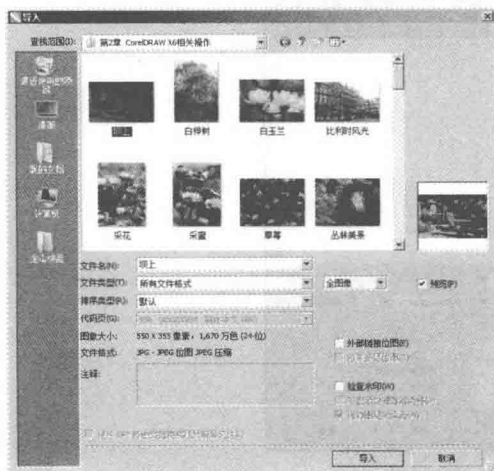 导入
查找范围(I):
第2章 CorelDRAW X6相关操作
坝上
白桦树
白玉兰
比利时风光
采花
采蜜
草莓
丛林美景
桌面
我的文档
计算机
文件名(N):
坝上
文件类型(T):
所有文件格式
全图像
预览(P)
排序类型(R):
默认
代码页(G):
图像大小:
550 X 353 像素, 1,670 万色 (24-位)
文件格式:
JPG - JPEG 位图 JPEG 压缩
注释:
外部链接位图(E)
检查水印(W)
导入
取消